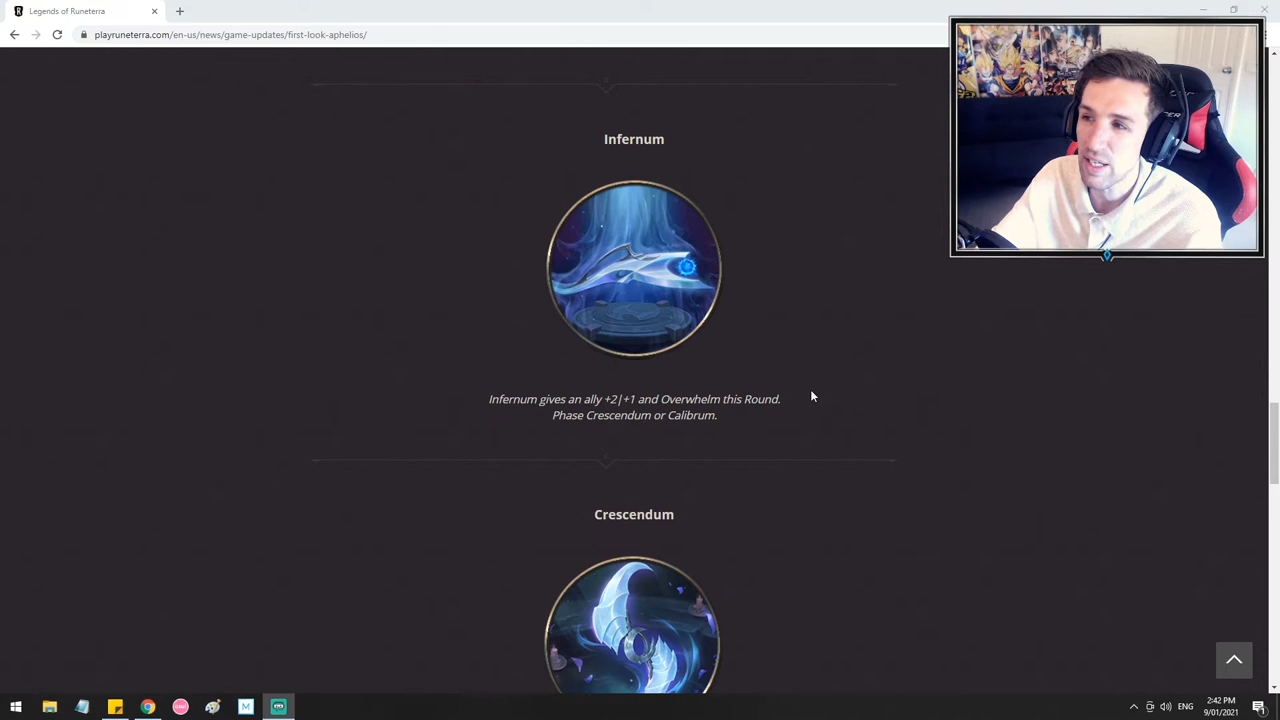 Legends of Runeterra
playruneterra.com/en-us/news/game-updates/first-look-aphelios/
Infernum
Infernum gives an ally +2|+1 and Overwhelm this Round.
Phase Crescendum or Calibrum.
Crescendum
M
ENG
2:42 PM
9/01/2021